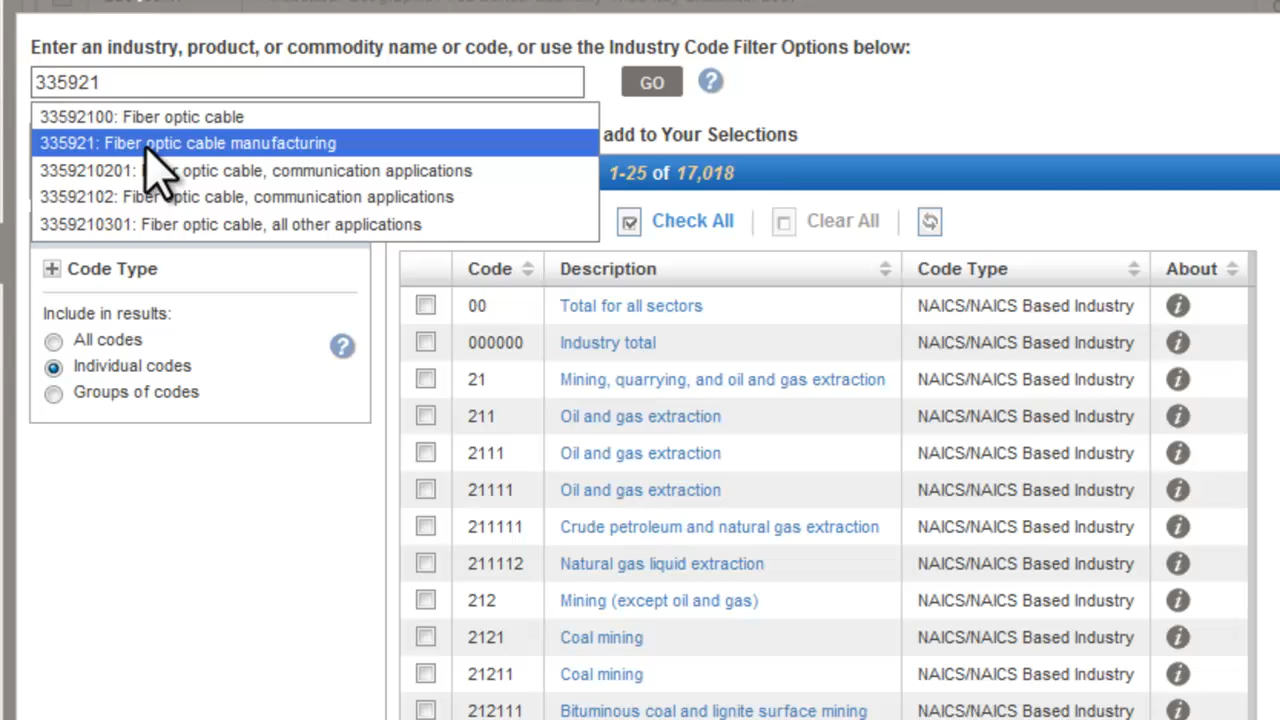 Enter an industry, product, or commodity name or code, or use the Industry Code Filter Options below:
335921
GO
?
33592100: Fiber optic cable
335921: Fiber optic cable manufacturing
3359210201: optic cable, communication applications
33592102: Fiber optic cable, communication applications
3359210301: Fiber optic cable, all other applications
add to Your Selections
1-25 of 17,018
Check All
Clear All
Code Type
Include in results:
All codes
Individual codes
Groups of codes
?
Code Description Code Type About
00 Total for all sectors NAICS/NAICS Based Industry i
000000 Industry total NAICS/NAICS Based Industry i
21 Mining, quarrying, and oil and gas extraction NAICS/NAICS Based Industry i
211 Oil and gas extraction NAICS/NAICS Based Industry i
2111 Oil and gas extraction NAICS/NAICS Based Industry i
21111 Oil and gas extraction NAICS/NAICS Based Industry i
211111 Crude petroleum and natural gas extraction NAICS/NAICS Based Industry i
211112 Natural gas liquid extraction NAICS/NAICS Based Industry i
212 Mining (except oil and gas) NAICS/NAICS Based Industry i
2121 Coal mining NAICS/NAICS Based Industry i
21211 Coal mining NAICS/NAICS Based Industry i
212111 Bituminous coal and lignite surface mining NAICS/NAICS Based Industry i